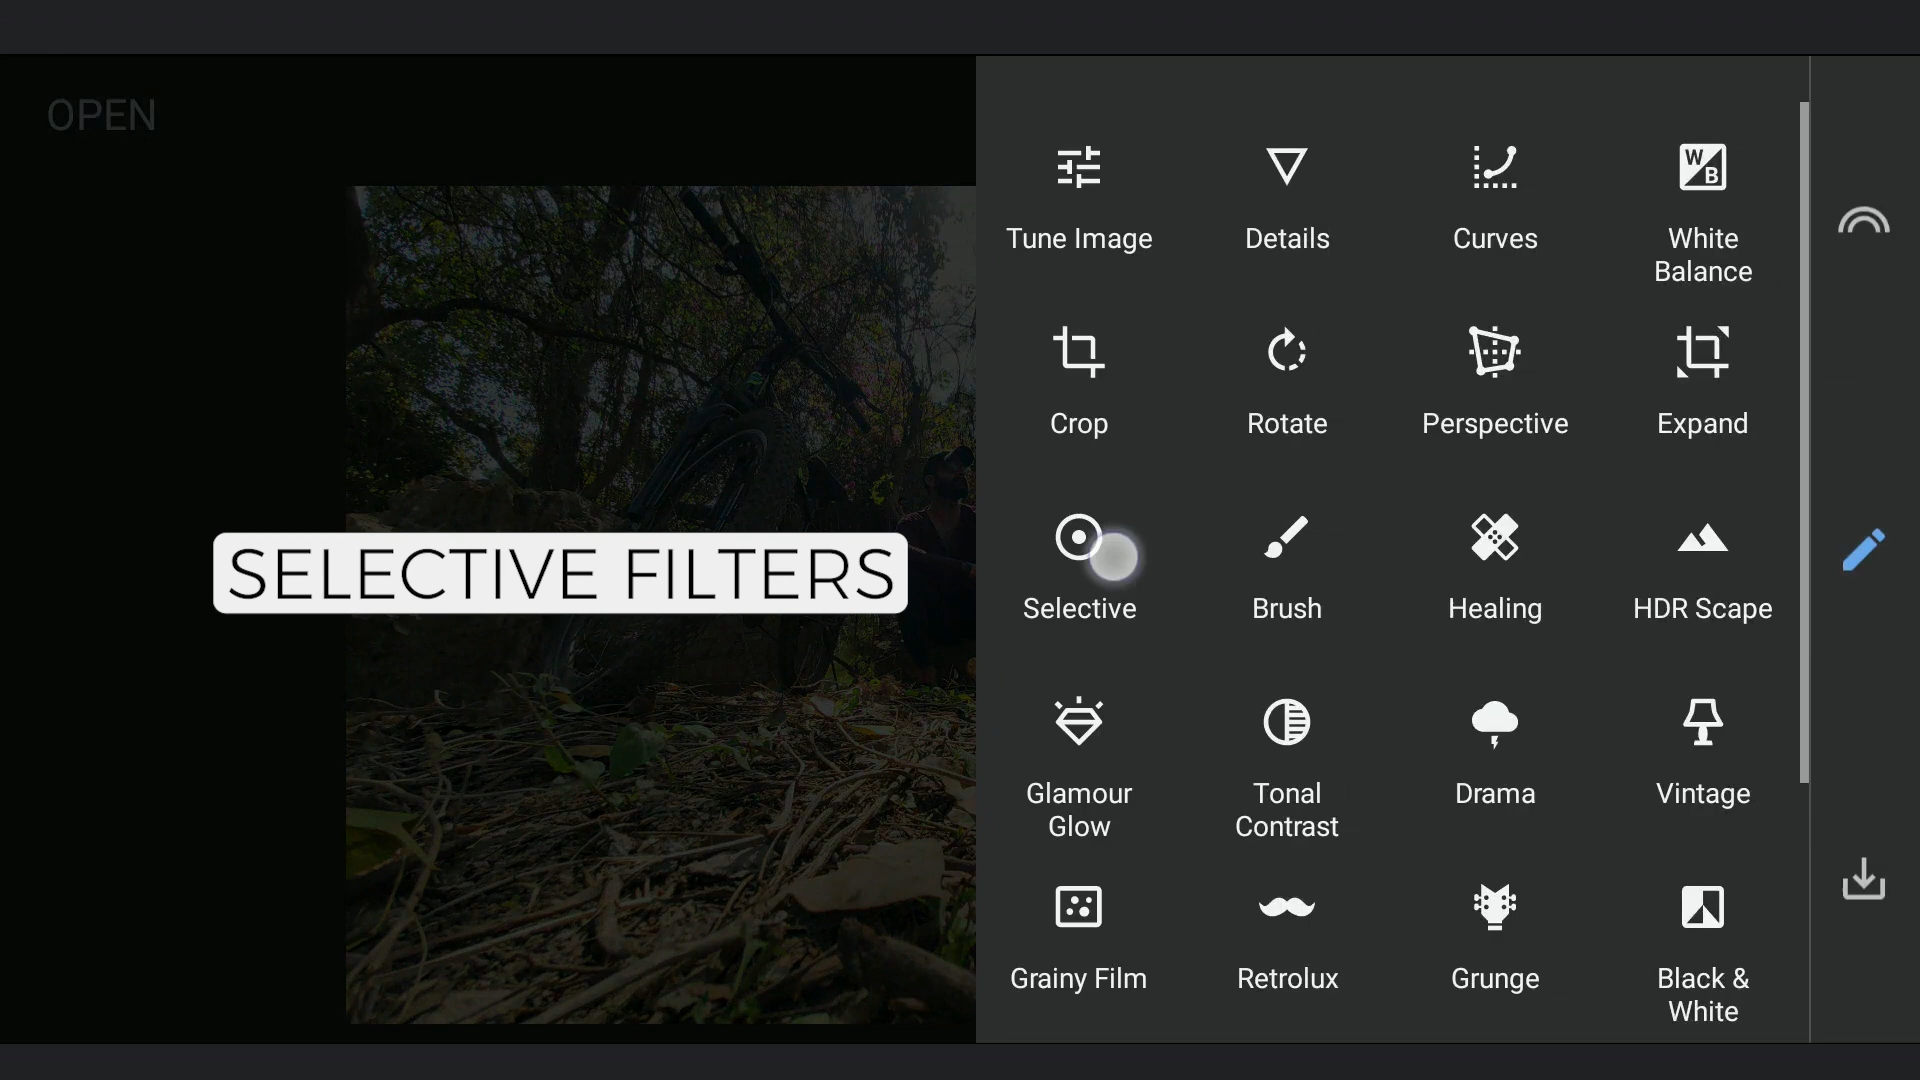 OPEN
Tune Image
Details
Curves
White
Balance
Crop
Rotate
Perspective
Expand
SELECTIVE FILTERS
Selective
Brush
Healing
HDR Scape
Glamour
Glow
Tonal
Contrast
Drama
Vintage
Grainy Film
Retrolux
Grunge
Black &
White
W
B